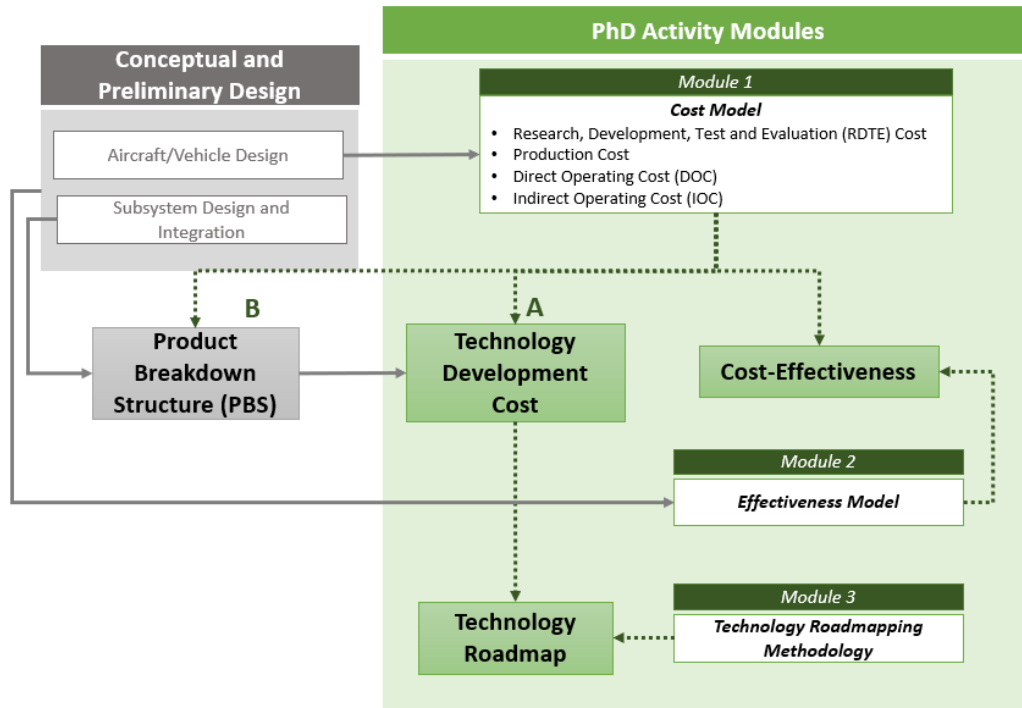 PhD Activity Modules
Conceptual and
Preliminary Design
Aircraft/Vehicle Design
Subsystem Design and
Integration
Module 1
Cost Model
• Research, Development, Test and Evaluation (RDTE) Cost
• Production Cost
• Direct Operating Cost (DOC)
• Indirect Operating Cost (IOC)
B
A
Product
Breakdown
Structure (PBS)
Technology
Development
Cost
Cost-Effectiveness
Module 2
Effectiveness Model
Technology
Roadmap
Module 3
Technology Roadmapping
Methodology